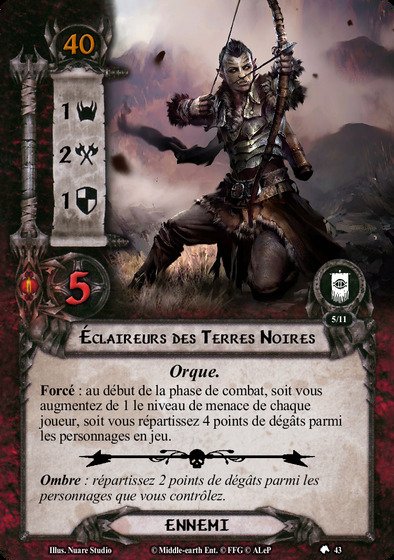 40
1
2
1
5
5/11
Éclaireurs des Terres Noires
Orque.
Forcé : au début de la phase de combat, soit vous
augmentez de 1 le niveau de menace de chaque
joueur, soit vous répartissez 4 points de dégâts parmi
les personnages en jeu.
Ombre : répartissez 2 points de dégâts parmi les
personnages que vous contrôlez.
ENNEMI
Illus. Nuare Studio
© Middle-earth Ent. © FFG © ALeP
43